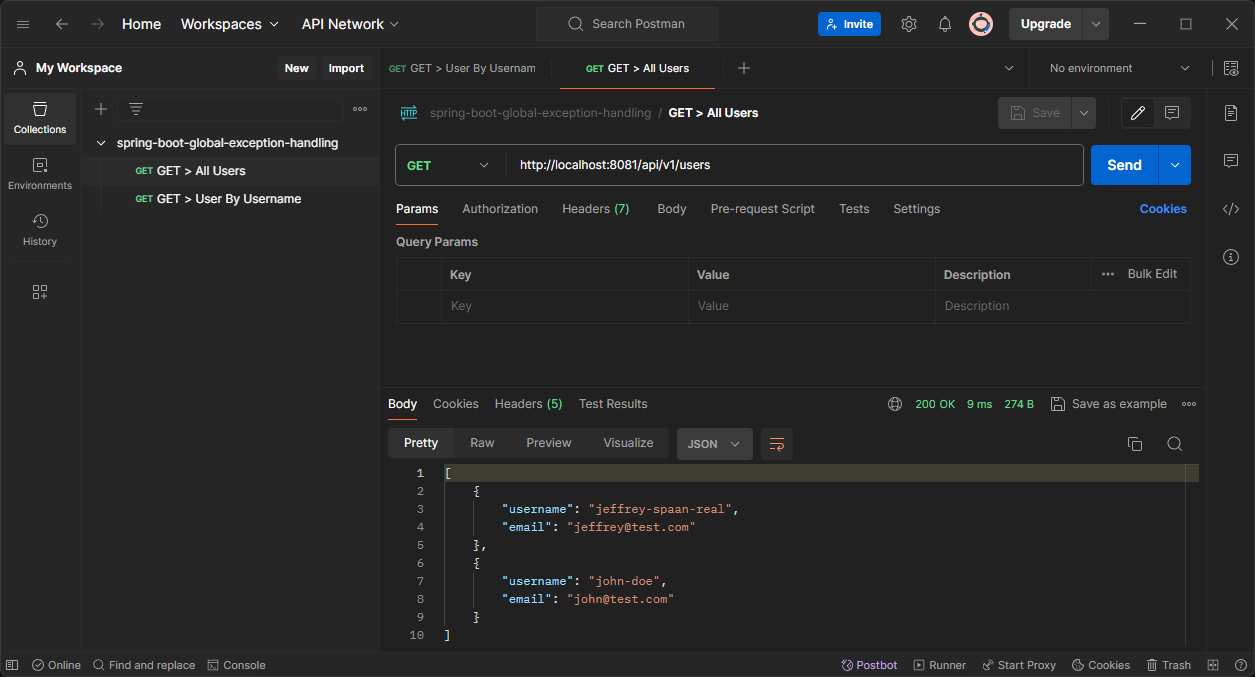 Home Workspaces API Network Search Postman Invite Upgrade
My Workspace New Import GET GET > User By Usernam GET GET > All Users No environment
Collections
Environments
History
spring-boot-global-exception-handling
GET GET > All Users
GET GET > User By Username
HTTP spring-boot-global-exception-handling / GET > All Users Save
GET http://localhost:8081/api/v1/users Send
Params Authorization Headers (7) Body Pre-request Script Tests Settings Cookies
Query Params
Key Value Description Bulk Edit
Key Value Description
Body Cookies Headers (5) Test Results 200 OK 9 ms 274 B Save as example
Pretty Raw Preview Visualize JSON
1 [
2 {
3 "username": "jeffrey-spaan-real",
4 "email": "jeffrey@test.com"
5 },
6 {
7 "username": "john-doe",
8 "email": "john@test.com"
9 }
10 ]
Online Find and replace Console Postbot Runner Start Proxy Cookies Trash